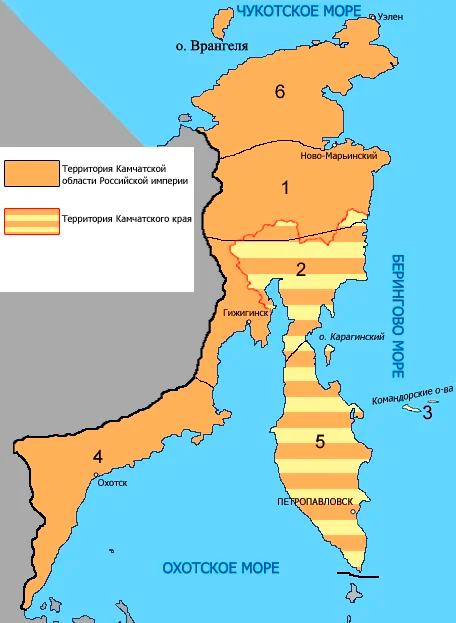 ЧУКОТСКОЕ МОРЕ
Уэлен
о. Врангеля
6
Ново-Марьинский
Территория Камчатской
области Российской империи
1
Территория Камчатского края
2
БЕРИНГОВО МОРЕ
Гижигинск
о. Карагинский
Командорские о-ва
3
5
4
Охотск
ПЕТРОПАВЛОВСК
ОХОТСКОЕ МОРЕ